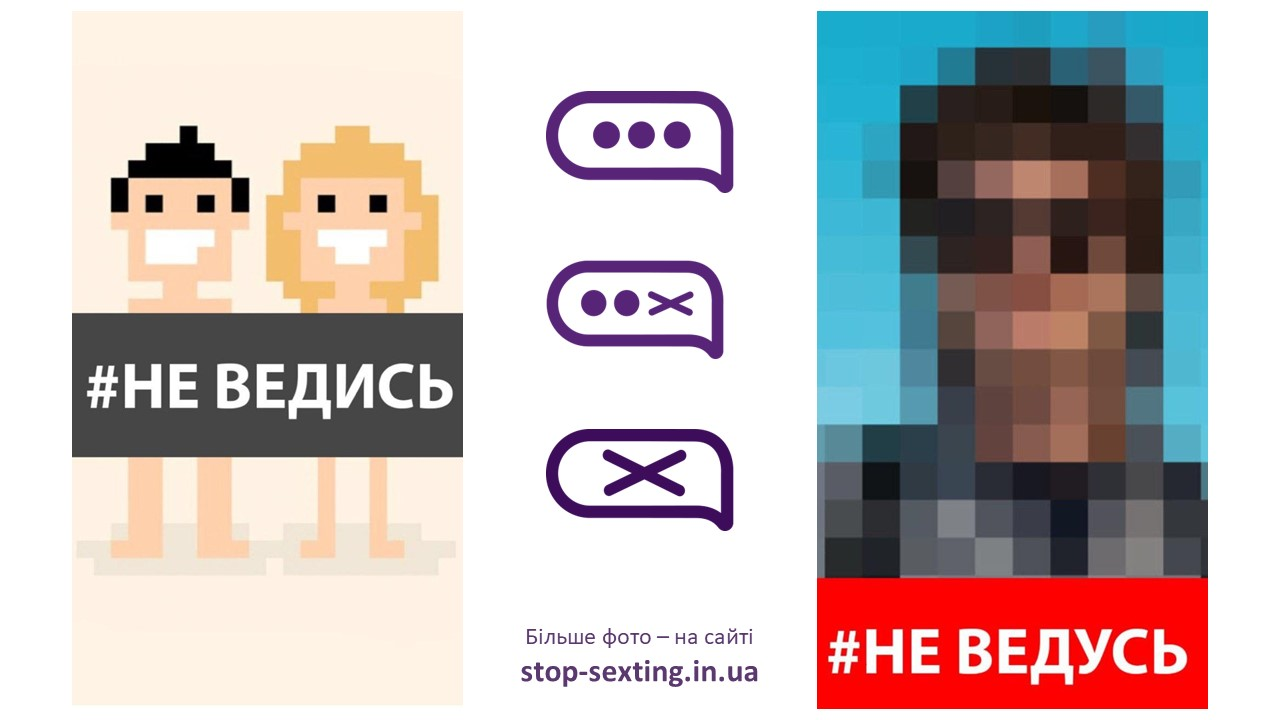 #НЕ ВЕДИСЬ
Більше фото – на сайті
stop-sexting.in.ua
#НЕ ВЕДУСЬ